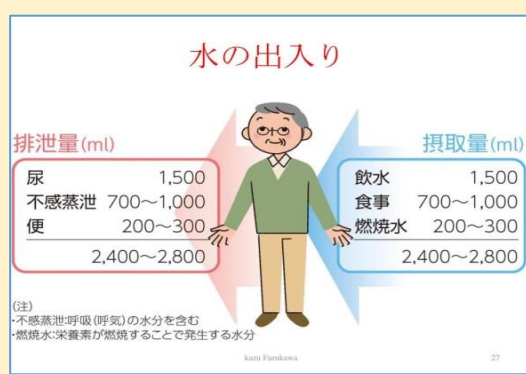 水の出入り
排泄量(ml)
尿 1,500
不感蒸泄 700～1,000
便 200～300
2,400～2,800
摂取量(ml)
飲水 1,500
食事 700～1,000
燃焼水 200～300
2,400～2,800
(注)
・不感蒸泄:呼吸(呼気)の水分を含む
・燃焼水:栄養素が燃焼することで発生する水分
kazu Furukawa
27